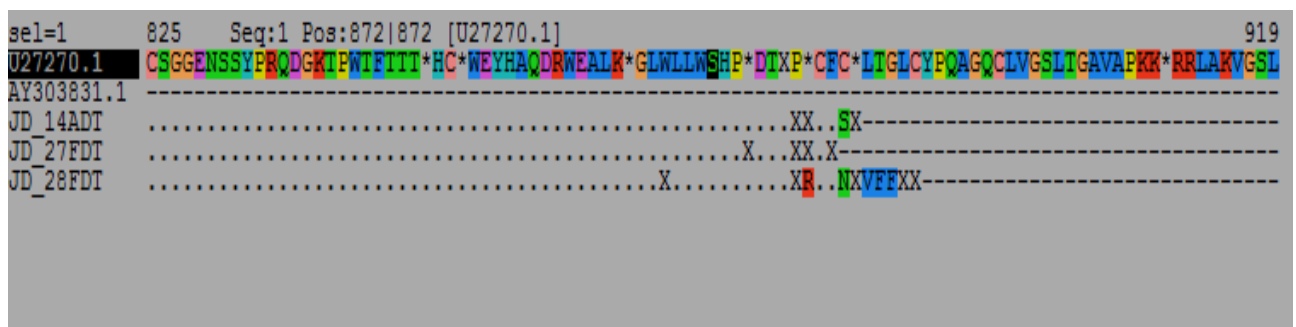 sel=1 825 Seq:1 Pos:872|872 [U27270.1] 919
U27270.1 CSGGENSSYPRQDGKTPWTFTTT*HC*WEYHAQDRWEALK*GLWLLWSHP*DTXP*CFC*LTGLCYPQAGQCLVGSLTGAVAPKK*RRLAKVGSL
AY303831.1 -----------------------------------------------------------------------------------------------
JD_14ADT ......................................................XX..SX-----------------------------------
JD_27FDT ..................................................X...XX.X-------------------------------------
JD_28FDT ...........................................X..........XR..NXVFFXX------------------------------